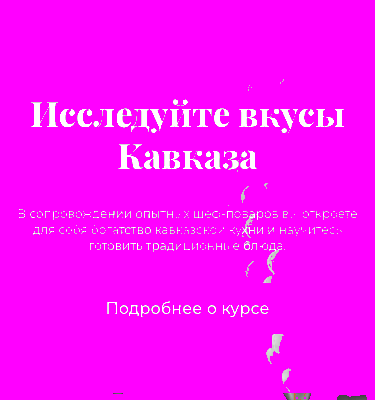 Исследуйте вкусы
Кавказа
В сопровождении опытных шеф-поваров вы откроете
для себя богатство кавказской кухни и научитесь
готовить традиционные блюда.
Подробнее о курсе